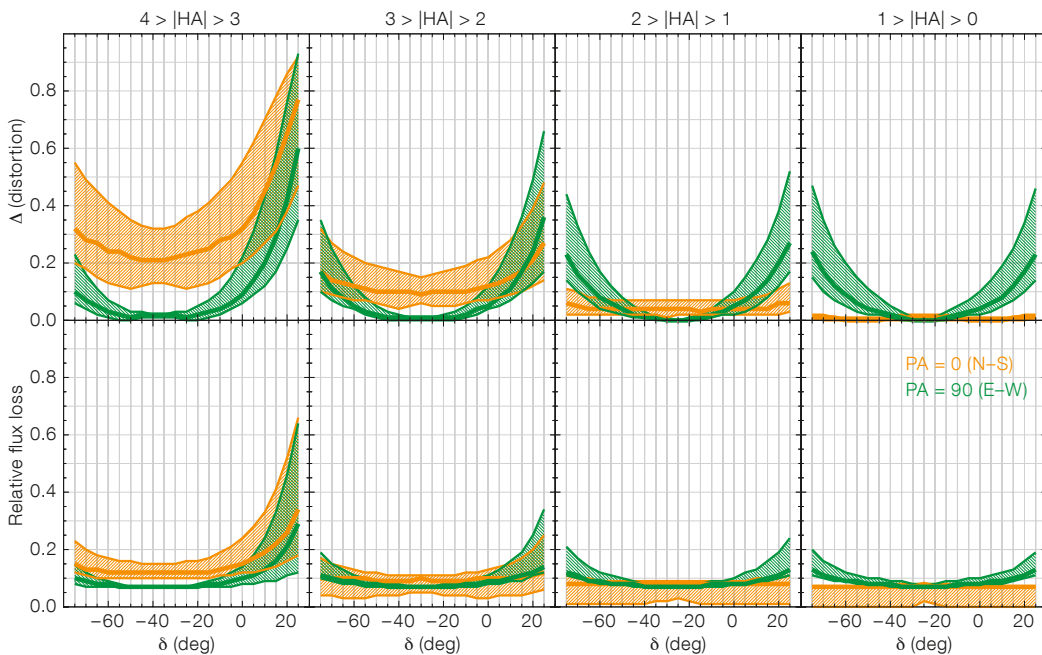 4 > |HA| > 3 3 > |HA| > 2 2 > |HA| > 1 1 > |HA| > 0
Δ (distortion)
0.8
0.6
0.4
0.2
0.0
Relative flux loss
0.8
0.6
0.4
0.2
0.0
PA = 0 (N–S)
PA = 90 (E–W)
−60 −40 −20 0 20 −60 −40 −20 0 20 −60 −40 −20 0 20 −60 −40 −20 0 20
δ (deg) δ (deg) δ (deg) δ (deg)